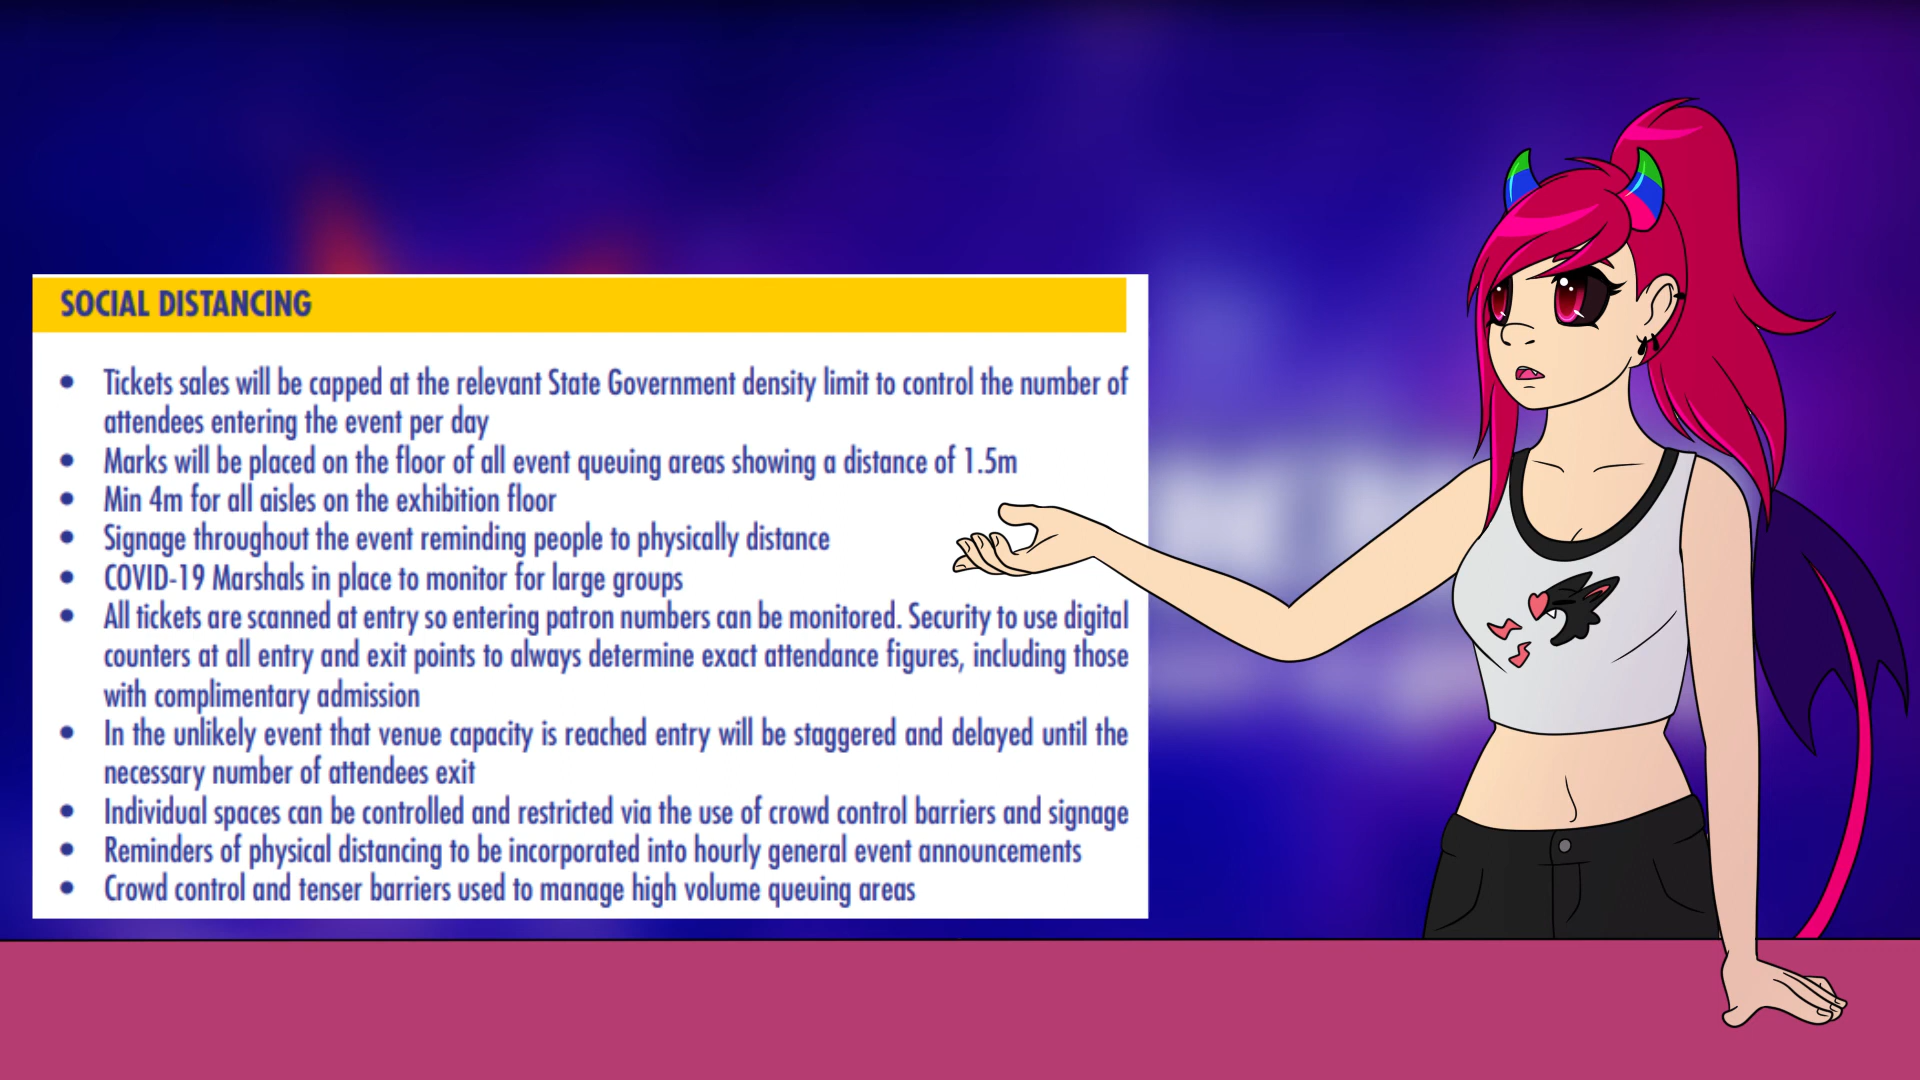 SOCIAL DISTANCING
• Tickets sales will be capped at the relevant State Government density limit to control the number of
attendees entering the event per day
• Marks will be placed on the floor of all event queuing areas showing a distance of 1.5m
• Min 4m for all aisles on the exhibition floor
• Signage throughout the event reminding people to physically distance
• COVID-19 Marshals in place to monitor for large groups
• All tickets are scanned at entry so entering patron numbers can be monitored. Security to use digital
counters at all entry and exit points to always determine exact attendance figures, including those
with complimentary admission
• In the unlikely event that venue capacity is reached entry will be staggered and delayed until the
necessary number of attendees exit
• Individual spaces can be controlled and restricted via the use of crowd control barriers and signage
• Reminders of physical distancing to be incorporated into hourly general event announcements
• Crowd control and tenser barriers used to manage high volume queuing areas